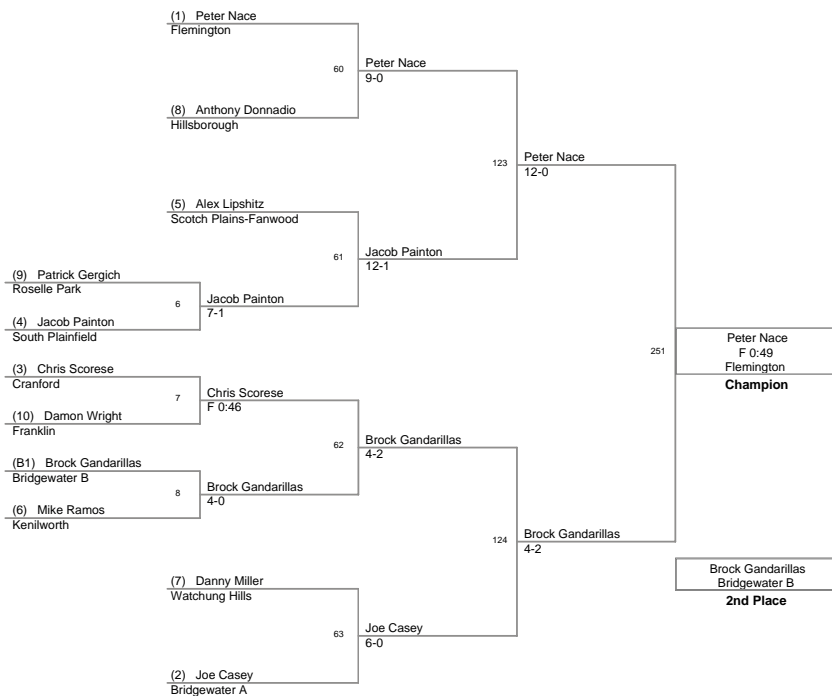 (1) Peter Nace
Flemington
60
Peter Nace
9-0
(8) Anthony Donnadio
Hillsborough
123
Peter Nace
12-0
(5) Alex Lipshitz
Scotch Plains-Fanwood
61
Jacob Painton
12-1
(9) Patrick Gergich
Roselle Park
6
Jacob Painton
7-1
(4) Jacob Painton
South Plainfield
251
Peter Nace
F 0:49
Flemington
Champion
(3) Chris Scorese
Cranford
7
Chris Scorese
F 0:46
(10) Damon Wright
Franklin
62
Brock Gandarillas
4-2
(B1) Brock Gandarillas
Bridgewater B
8
Brock Gandarillas
4-0
(6) Mike Ramos
Kenilworth
124
Brock Gandarillas
4-2
Brock Gandarillas
Bridgewater B
2nd Place
(7) Danny Miller
Watchung Hills
63
Joe Casey
6-0
(2) Joe Casey
Bridgewater A